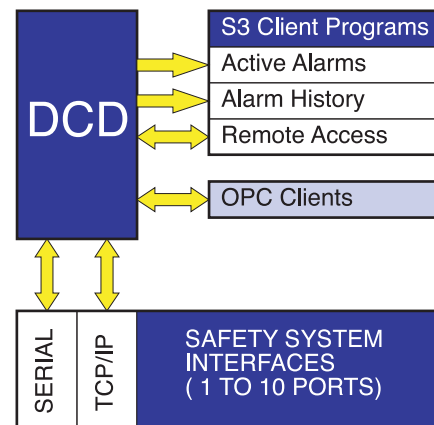 DCD
S3 Client Programs
Active Alarms
Alarm History
Remote Access
OPC Clients
SERIAL
TCP/IP
SAFETY SYSTEM
INTERFACES
( 1 TO 10 PORTS)